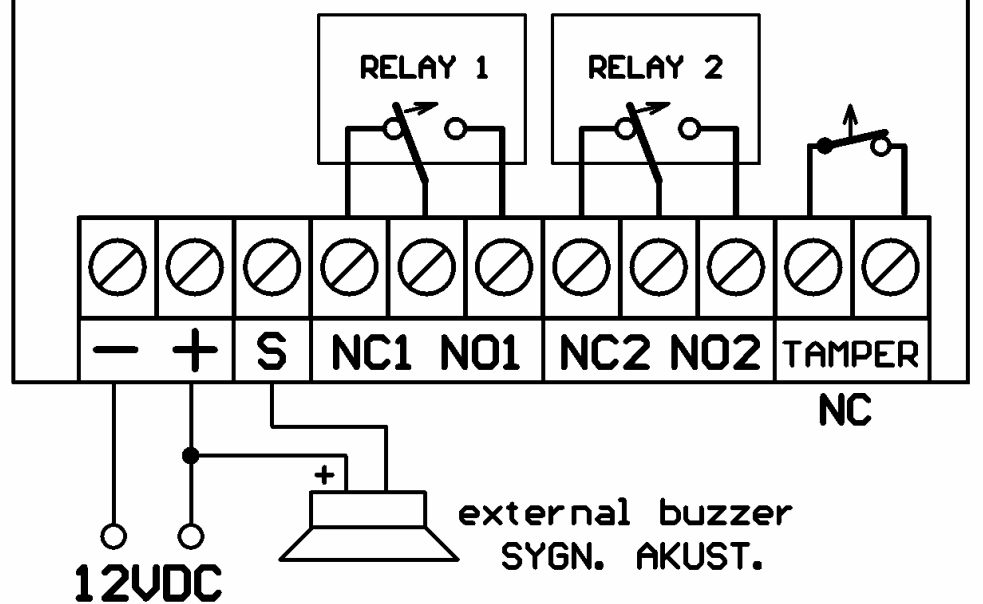 RELAY 1 RELAY 2
− + S NC1 NO1 NC2 NO2 TAMPER
NC
+
external buzzer
SYGN. AKUST.
12VDC